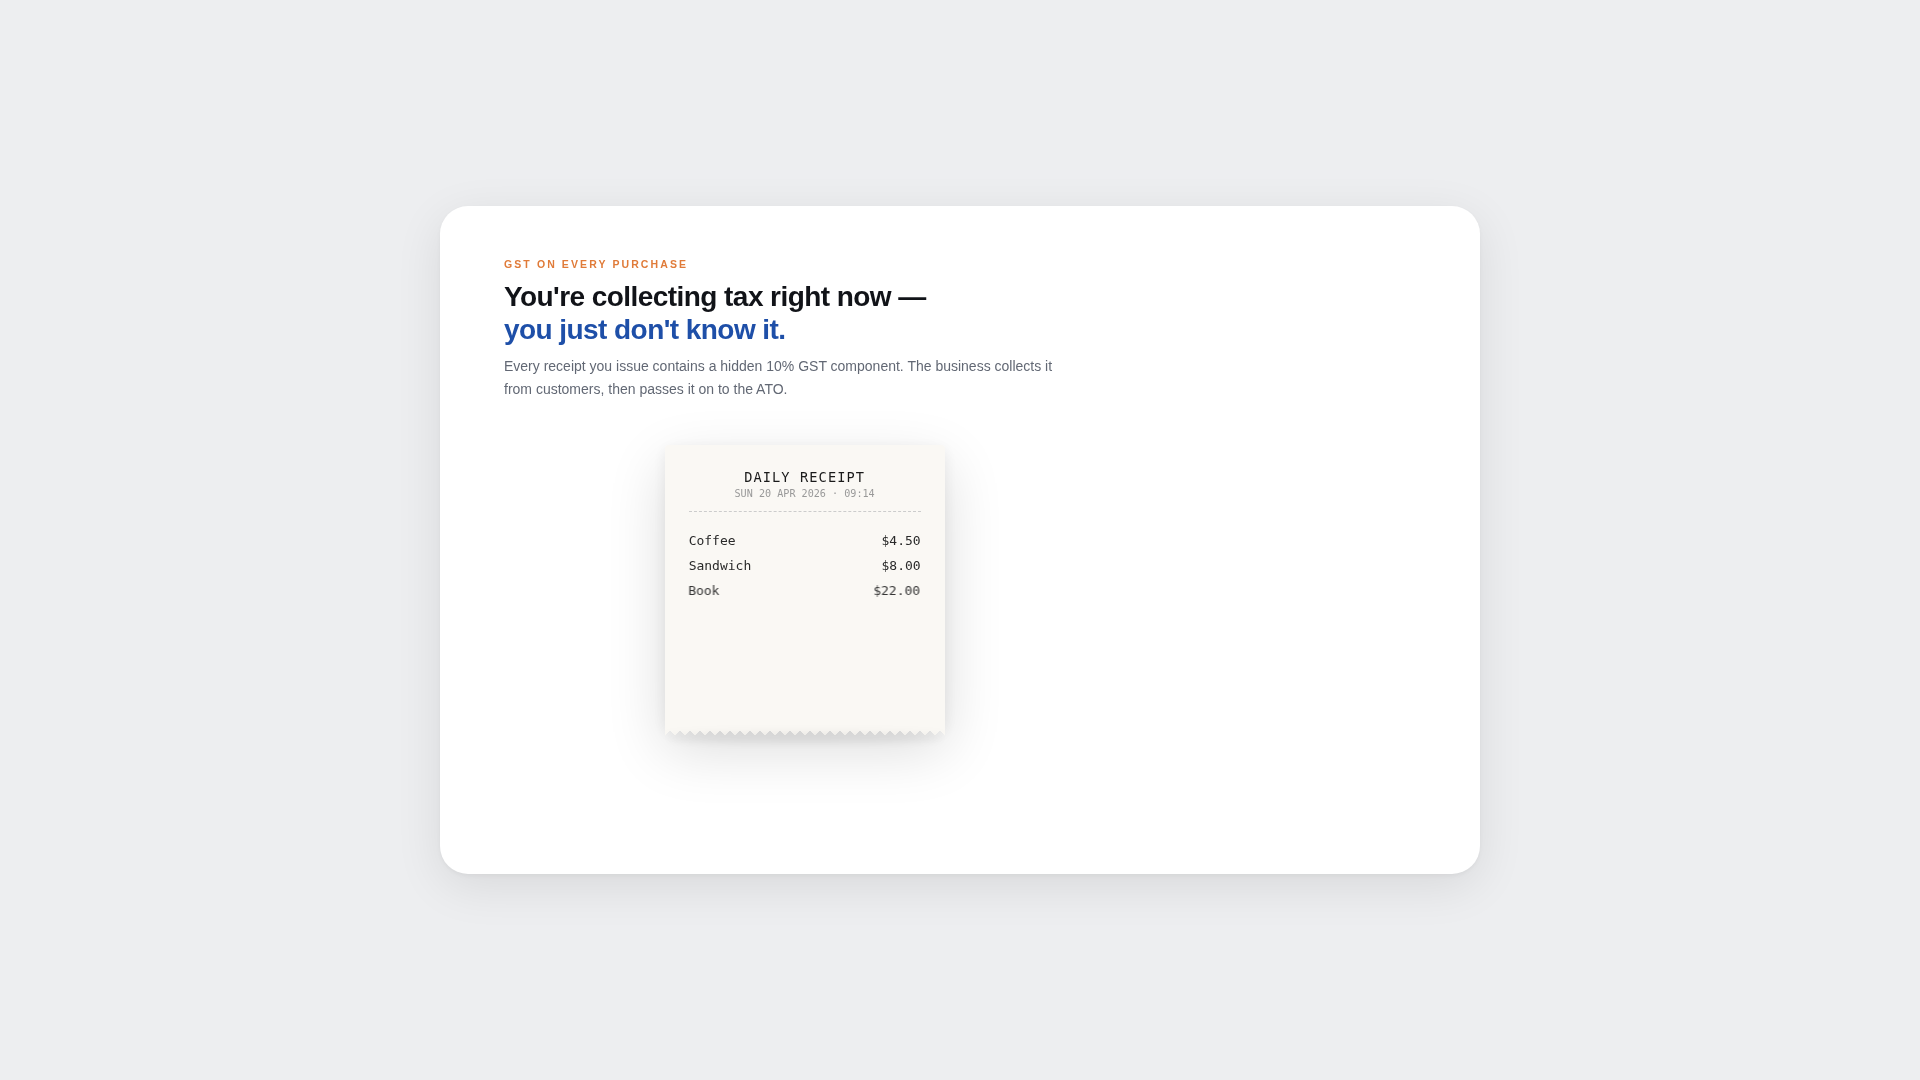 GST ON EVERY PURCHASE
You're collecting tax right now —
you just don't know it.
Every receipt you issue contains a hidden 10% GST component. The business collects it
from customers, then passes it on to the ATO.
DAILY RECEIPT
SUN 20 APR 2026 · 09:14
Coffee $4.50
Sandwich $8.00
Book $22.00